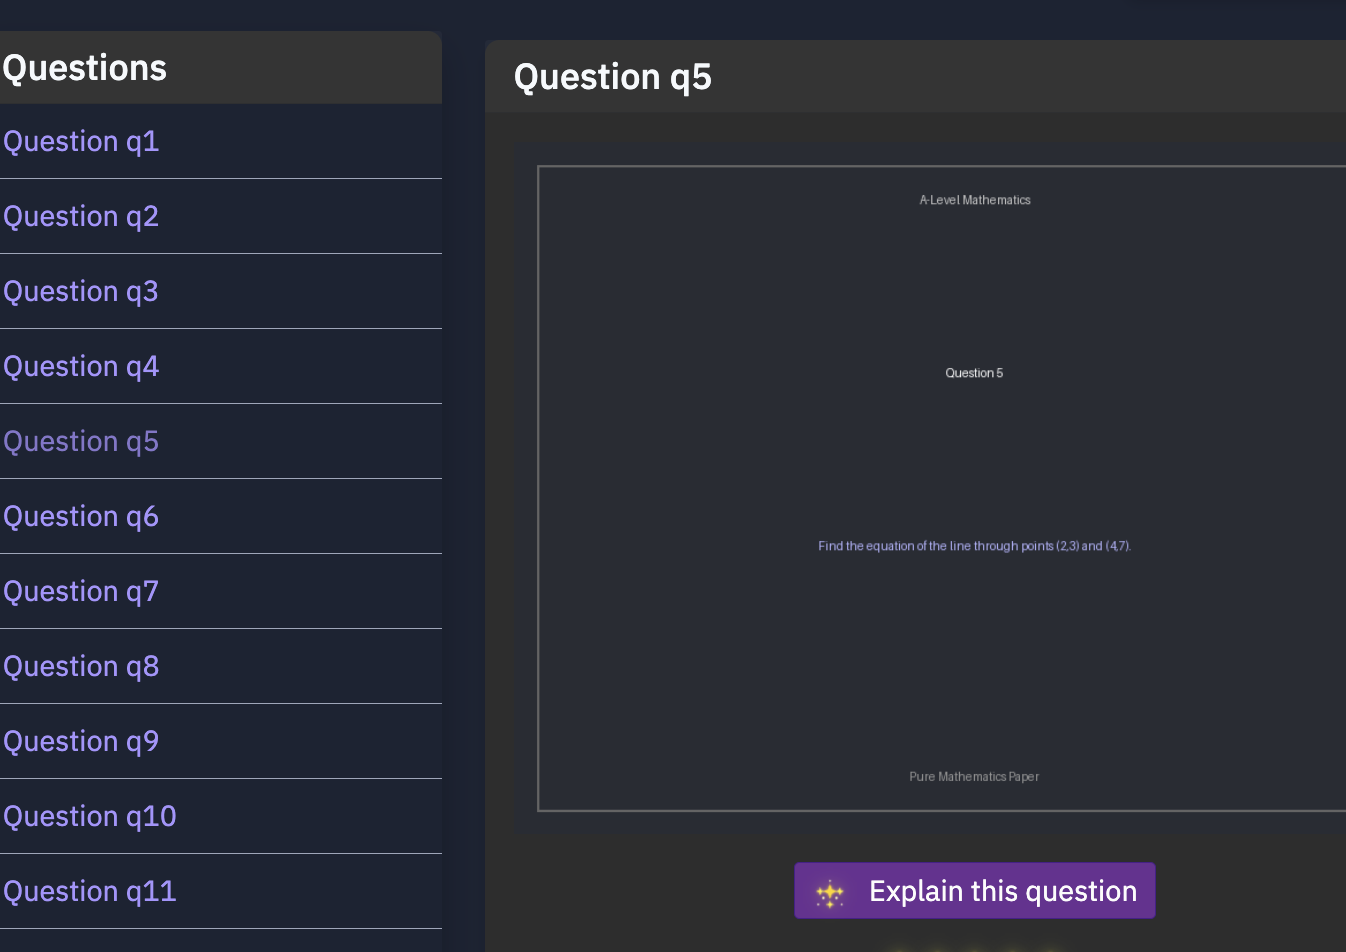 Questions
Question q1
Question q2
Question q3
Question q4
Question q5
Question q6
Question q7
Question q8
Question q9
Question q10
Question q11
Question q5
A-Level Mathematics
Question 5
Find the equation of the line through points (2,3) and (4,7).
Pure Mathematics Paper
Explain this question